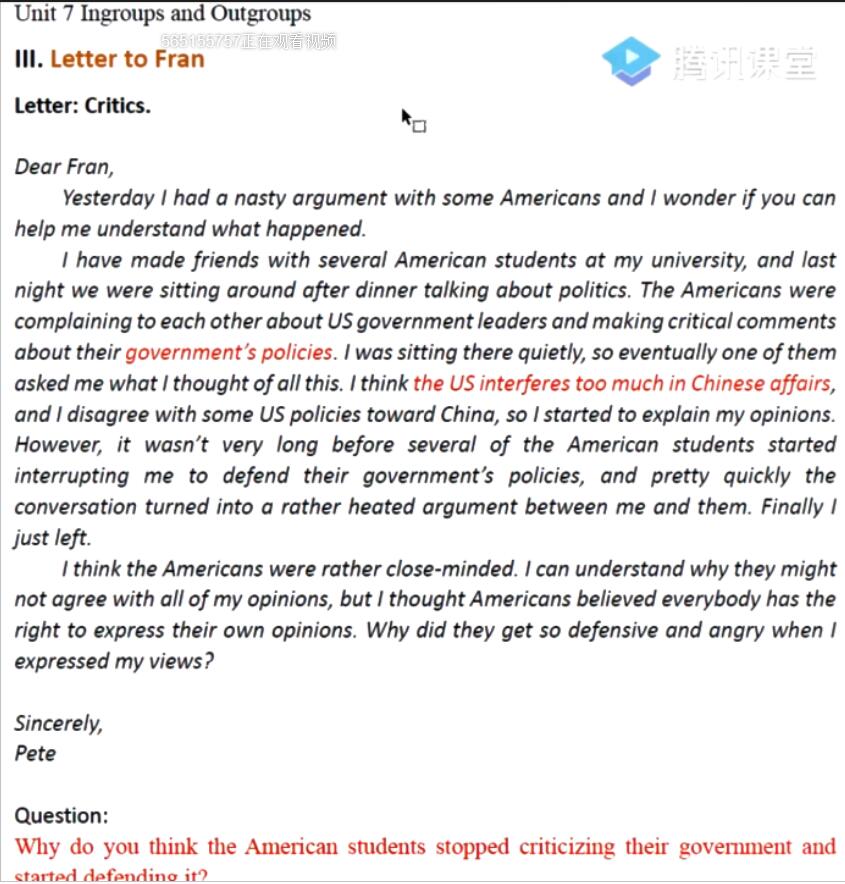 Unit 7 Ingroups and Outgroups
565155757正在观看视频
III. Letter to Fran
腾讯课堂
Letter: Critics.
Dear Fran,
Yesterday I had a nasty argument with some Americans and I wonder if you can
help me understand what happened.
I have made friends with several American students at my university, and last
night we were sitting around after dinner talking about politics. The Americans were
complaining to each other about US government leaders and making critical comments
about their government’s policies. I was sitting there quietly, so eventually one of them
asked me what I thought of all this. I think the US interferes too much in Chinese affairs,
and I disagree with some US policies toward China, so I started to explain my opinions.
However, it wasn’t very long before several of the American students started
interrupting me to defend their government’s policies, and pretty quickly the
conversation turned into a rather heated argument between me and them. Finally I
just left.
I think the Americans were rather close-minded. I can understand why they might
not agree with all of my opinions, but I thought Americans believed everybody has the
right to express their own opinions. Why did they get so defensive and angry when I
expressed my views?
Sincerely,
Pete
Question:
Why do you think the American students stopped criticizing their government and
started defending it?